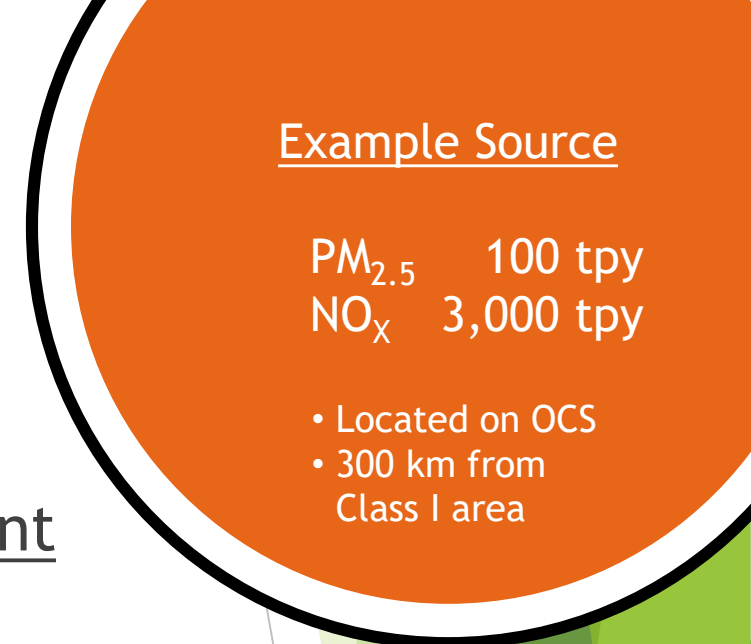 Example Source
PM₂.₅ 100 tpy
NOₓ 3,000 tpy
• Located on OCS
• 300 km from
Class I area
nt